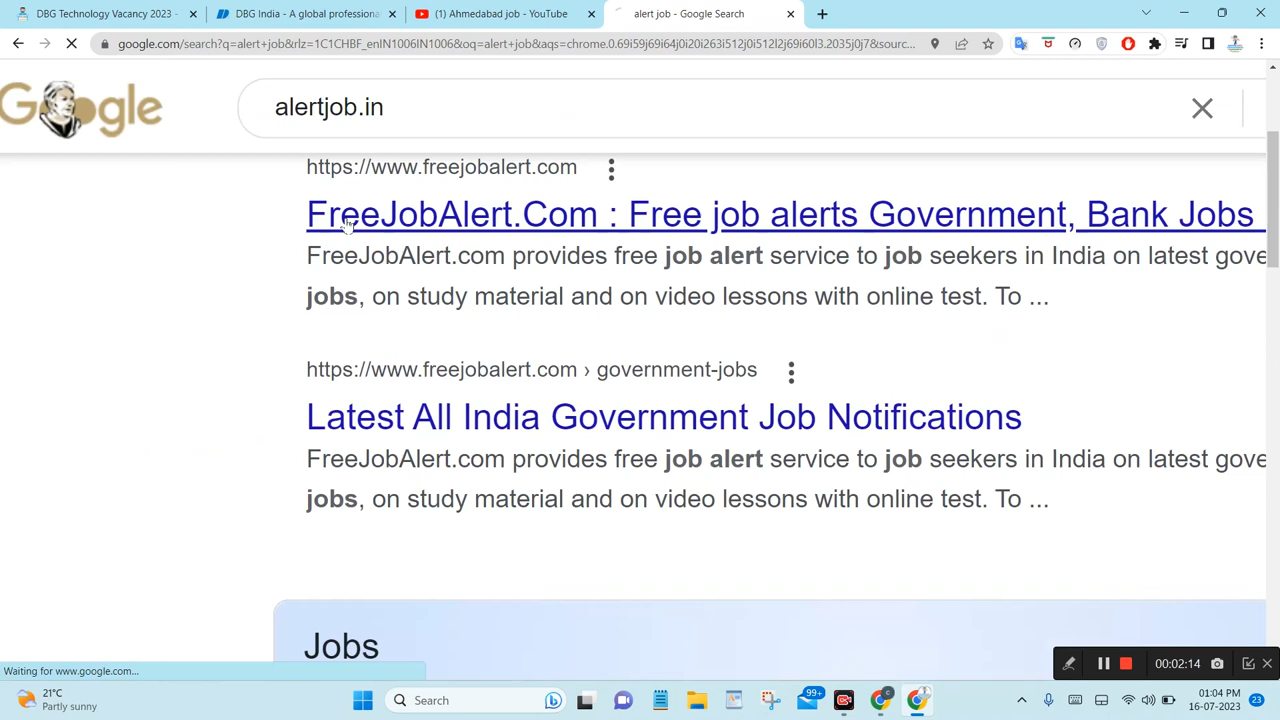 DBG Technology Vacancy 2023 -
DBG India - A global professiona
(1) Ahmedabad job - YouTube
alert job - Google Search
google.com/search?q=alert+job&rlz=1C1CHBF_enIN1006IN1006&oq=alert+job&aqs=chrome.0.69i59j69i64j0i20i263i512j0i512l2j69i60l3.2035j0j7&sourc...
Google
alertjob.in
https://www.freejobalert.com
FreeJobAlert.Com : Free job alerts Government, Bank Jobs
FreeJobAlert.com provides free job alert service to job seekers in India on latest gove
jobs, on study material and on video lessons with online test. To ...
https://www.freejobalert.com › government-jobs
Latest All India Government Job Notifications
FreeJobAlert.com provides free job alert service to job seekers in India on latest gove
jobs, on study material and on video lessons with online test. To ...
Jobs
Waiting for www.google.com...
00:02:14
21°C
Partly sunny
Search
99+
01:04 PM
16-07-2023
23